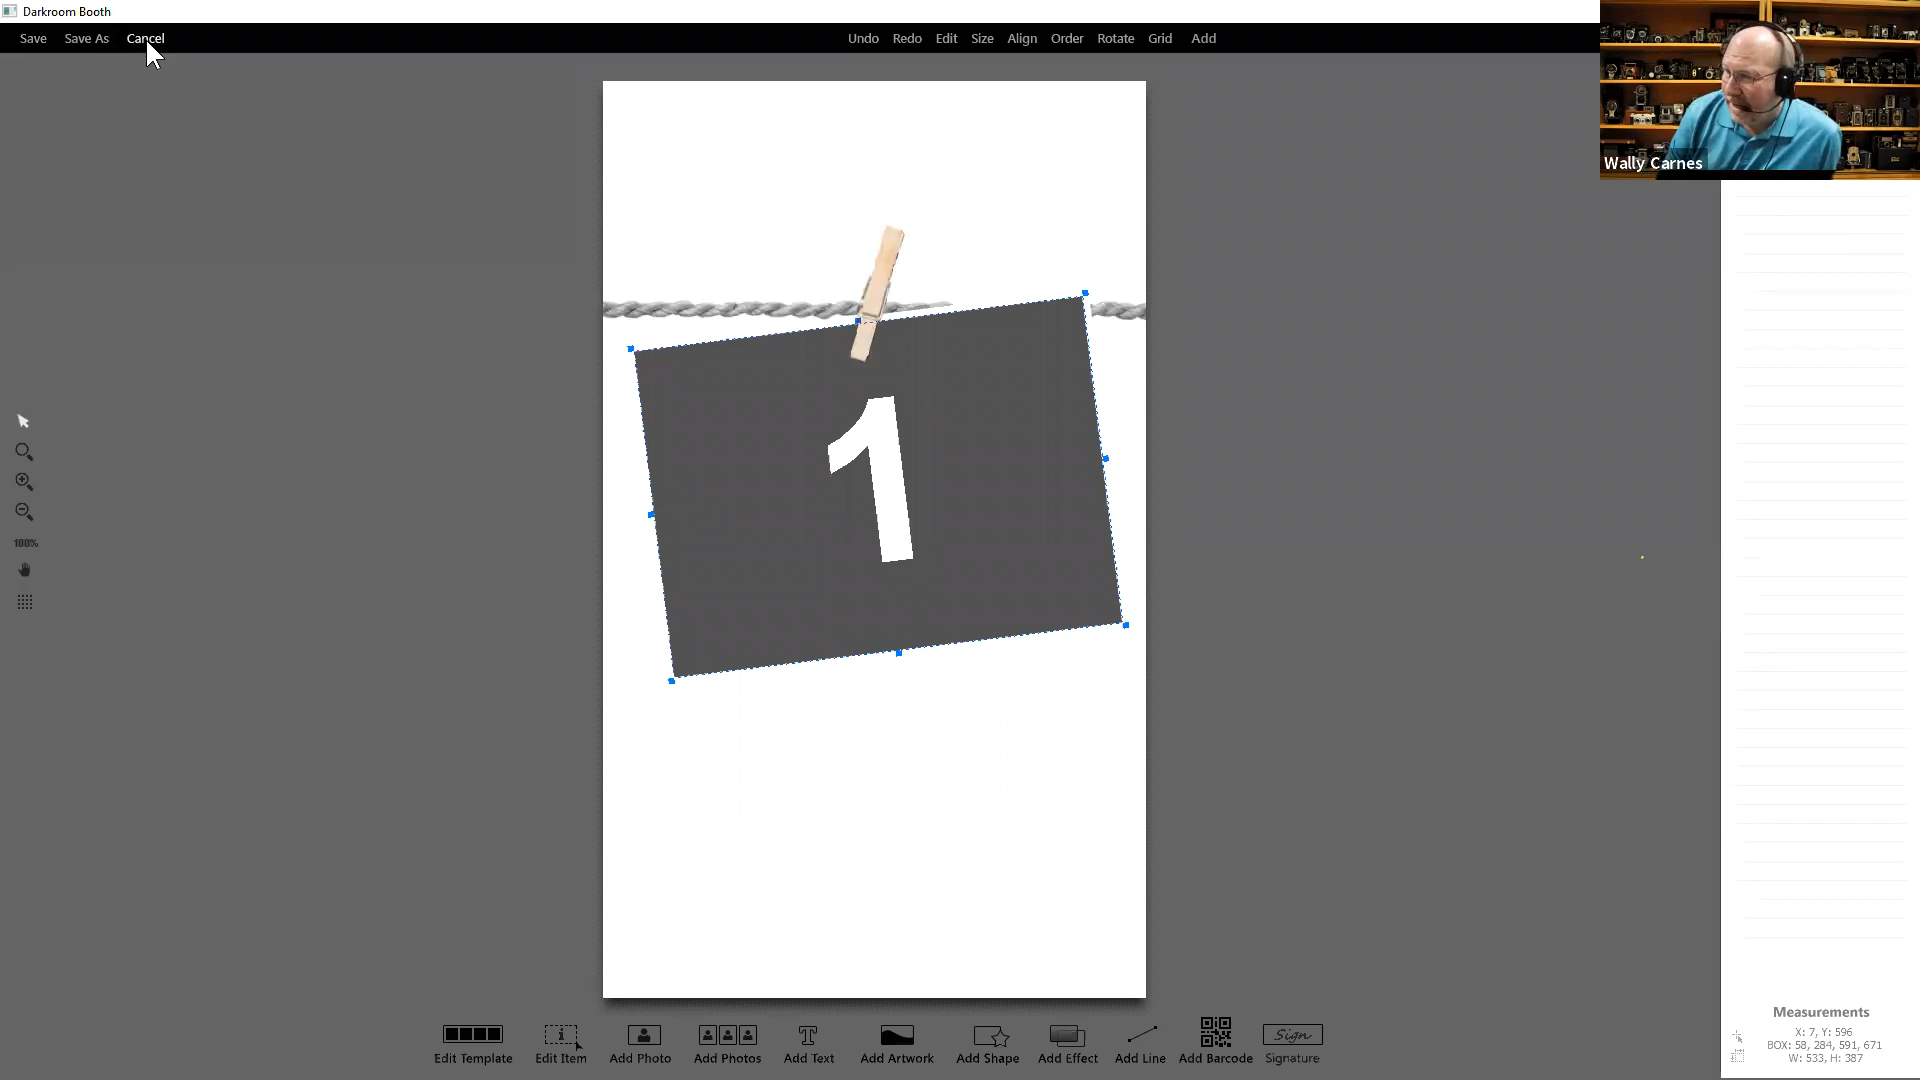 Darkroom Booth
Save Save As Cancel Undo Redo Edit Size Align Order Rotate Grid Add
Wally Carnes
1
100%
Edit Template Edit Item Add Photo Add Photos Add Text Add Artwork Add Shape Add Effect Add Line Add Barcode Signature
Sign
Measurements
X: 7, Y: 596
BOX: 58, 284, 591, 671
W: 533, H: 387